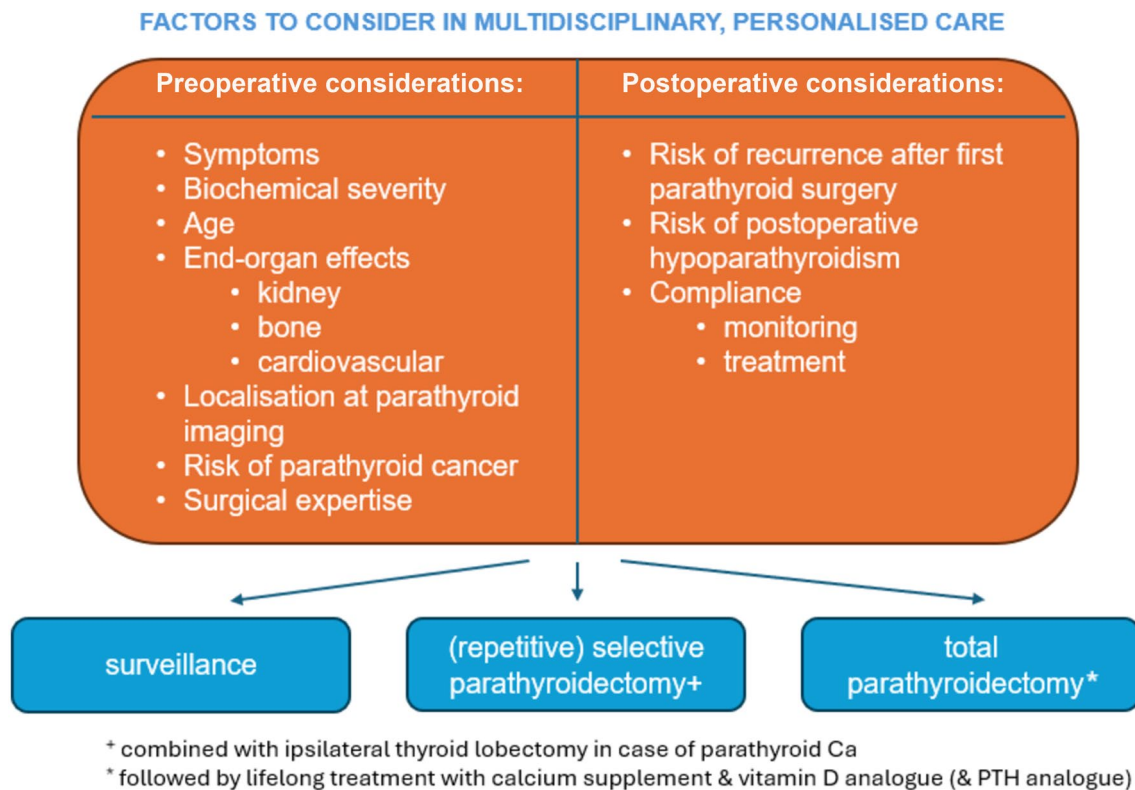 FACTORS TO CONSIDER IN MULTIDISCIPLINARY, PERSONALISED CARE
Preoperative considerations:
• Symptoms
• Biochemical severity
• Age
• End-organ effects
• kidney
• bone
• cardiovascular
• Localisation at parathyroid
imaging
• Risk of parathyroid cancer
• Surgical expertise
Postoperative considerations:
• Risk of recurrence after first
parathyroid surgery
• Risk of postoperative
hypoparathyroidism
• Compliance
• monitoring
• treatment
surveillance
(repetitive) selective
parathyroidectomy+
total
parathyroidectomy*
+ combined with ipsilateral thyroid lobectomy in case of parathyroid Ca
* followed by lifelong treatment with calcium supplement & vitamin D analogue (& PTH analogue)